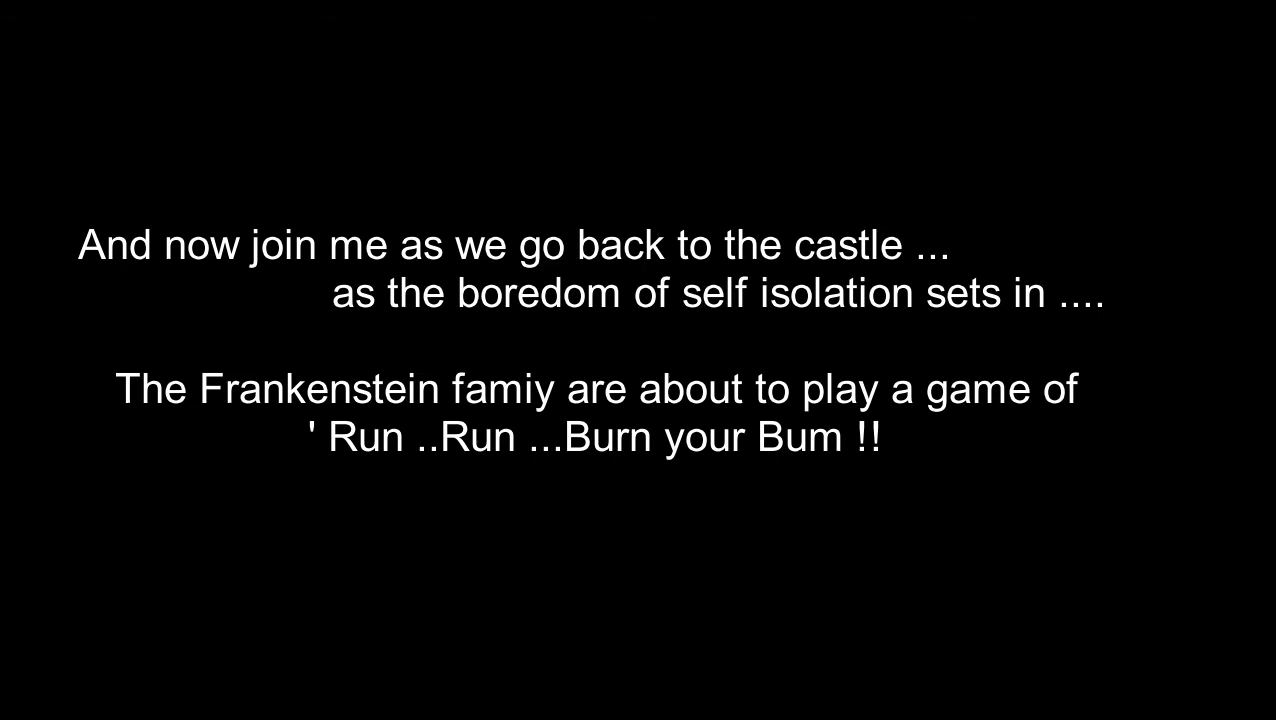 And now join me as we go back to the castle ...
as the boredom of self isolation sets in ....
The Frankenstein famiy are about to play a game of
' Run ..Run ...Burn your Bum !!